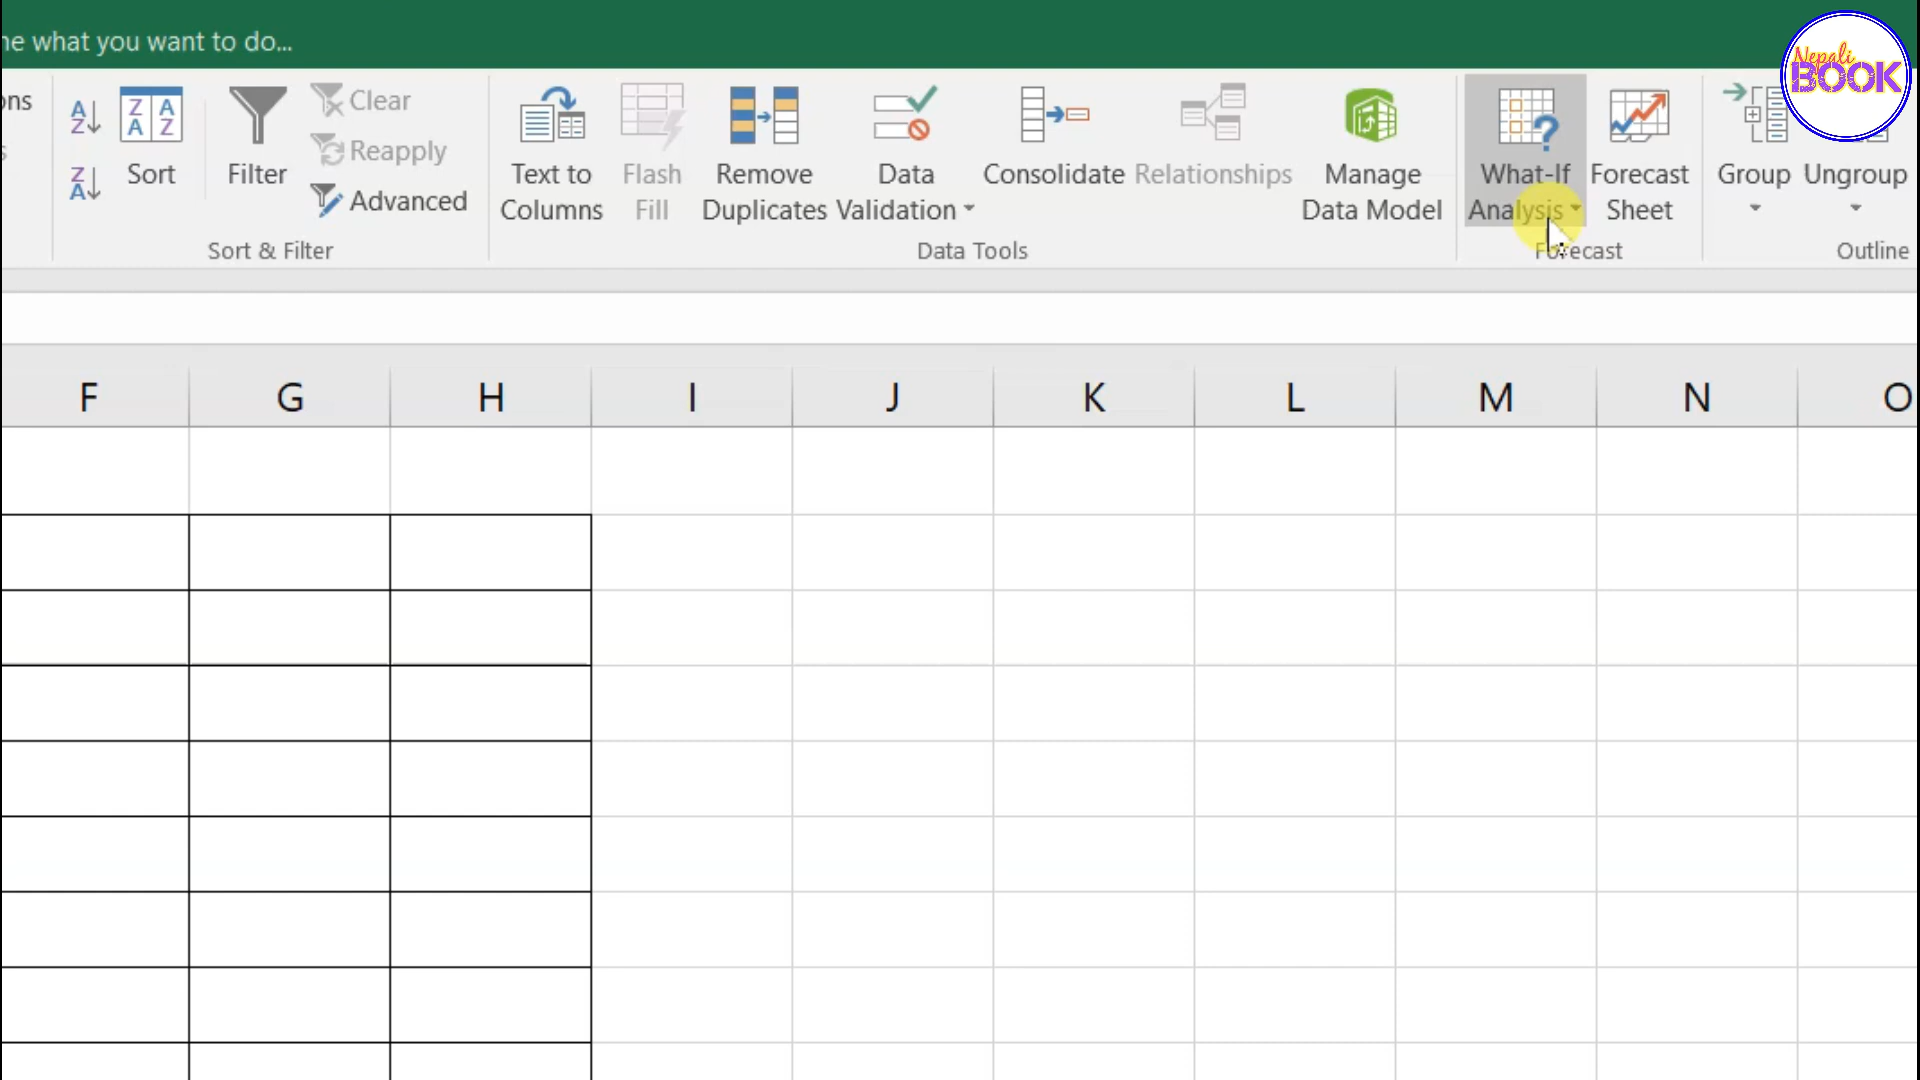 ne what you want to do...
Nepali
BOOK
ons
Clear
Reapply
Advanced
Sort
Filter
Text to
Columns
Flash
Fill
Remove
Duplicates
Data
Validation
Consolidate
Relationships
Manage
Data Model
What-If
Analysis
Forecast
Sheet
Group
Ungroup
Sort & Filter
Data Tools
Forecast
Outline
F G H I J K L M N O